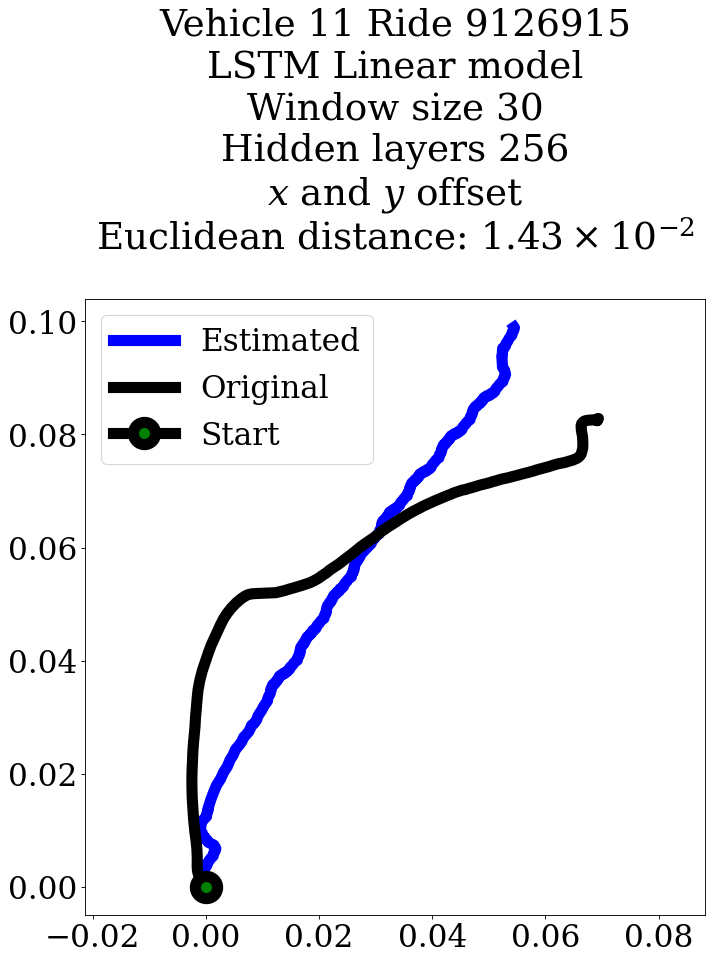 Vehicle 11 Ride 9126915
LSTM Linear model
Window size 30
Hidden layers 256
x and y offset
Euclidean distance: 1.43 × 10⁻²
Estimated
Original
Start
0.10
0.08
0.06
0.04
0.02
0.00
−0.02 0.00 0.02 0.04 0.06 0.08